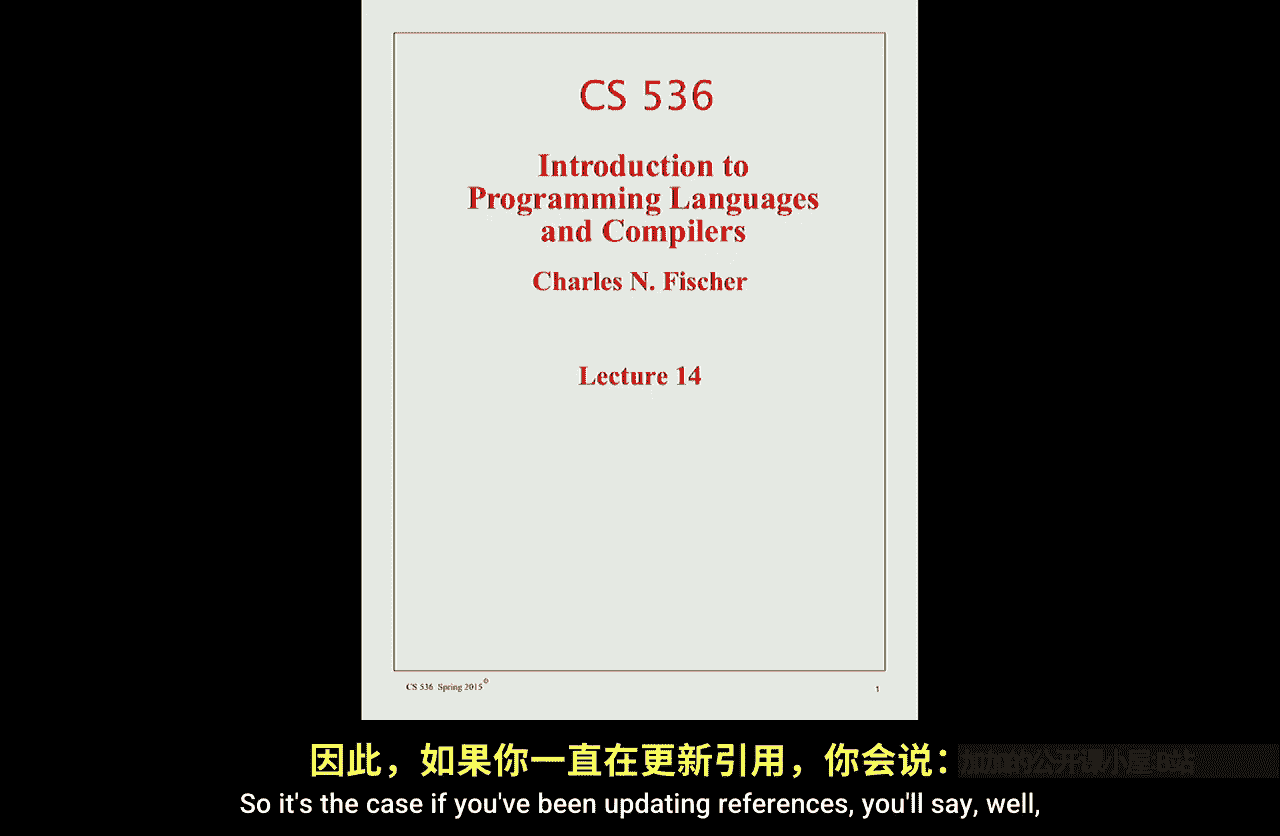 CS 536
Introduction to
Programming Languages
and Compilers
Charles N. Fischer
Lecture 14
CS 536 Spring 2015©
1
因此，如果你一直在更新引用，你会说：
So it's the case if you've been updating references, you'll say, well,